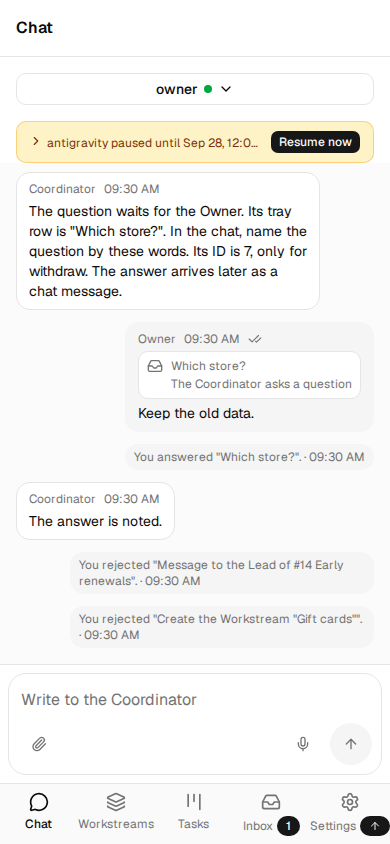 Chat
owner
antigravity paused until Sep 28, 12:0...
Resume now
Coordinator 09:30 AM
The question waits for the Owner. Its tray
row is "Which store?". In the chat, name the
question by these words. Its ID is 7, only for
withdraw. The answer arrives later as a
chat message.
Owner 09:30 AM
Which store?
The Coordinator asks a question
Keep the old data.
You answered "Which store?". · 09:30 AM
Coordinator 09:30 AM
The answer is noted.
You rejected "Message to the Lead of #14 Early
renewals". · 09:30 AM
You rejected "Create the Workstream "Gift cards"".
· 09:30 AM
Write to the Coordinator
Chat
Workstreams
Tasks
Inbox 1
Settings